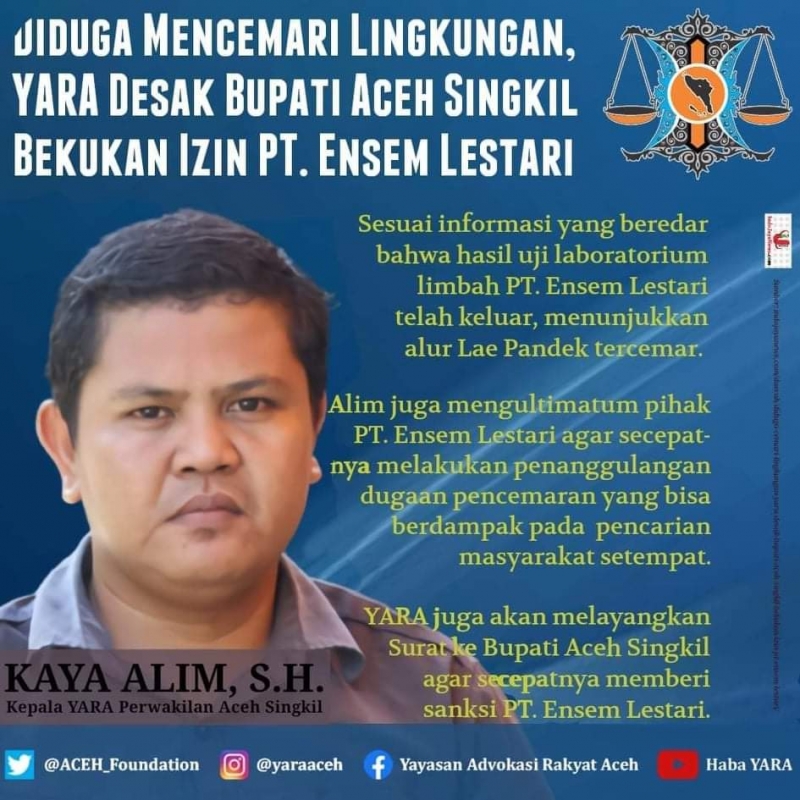 DIDUGA MENCEMARI LINGKUNGAN,
YARA DESAK BUPATI ACEH SINGKIL
BEKUKAN IZIN PT. ENSEM LESTARI
Sesuai informasi yang beredar
bahwa hasil uji laboratorium
limbah PT. Ensem Lestari
telah keluar, menunjukkan
alur Lae Pandek tercemar.
Alim juga mengultimatum pihak
PT. Ensem Lestari agar secepat-
nya melakukan penanggulangan
dugaan pencemaran yang bisa
berdampak pada pencarian
masyarakat setempat.
YARA juga akan melayangkan
Surat ke Bupati Aceh Singkil
agar secepatnya memberi
sanksi PT. Ensem Lestari.
KAYA ALIM, S.H.
Kepala YARA Perwakilan Aceh Singkil
@ACEH_Foundation
@yaraaceh
Yayasan Advokasi Rakyat Aceh
Haba YARA